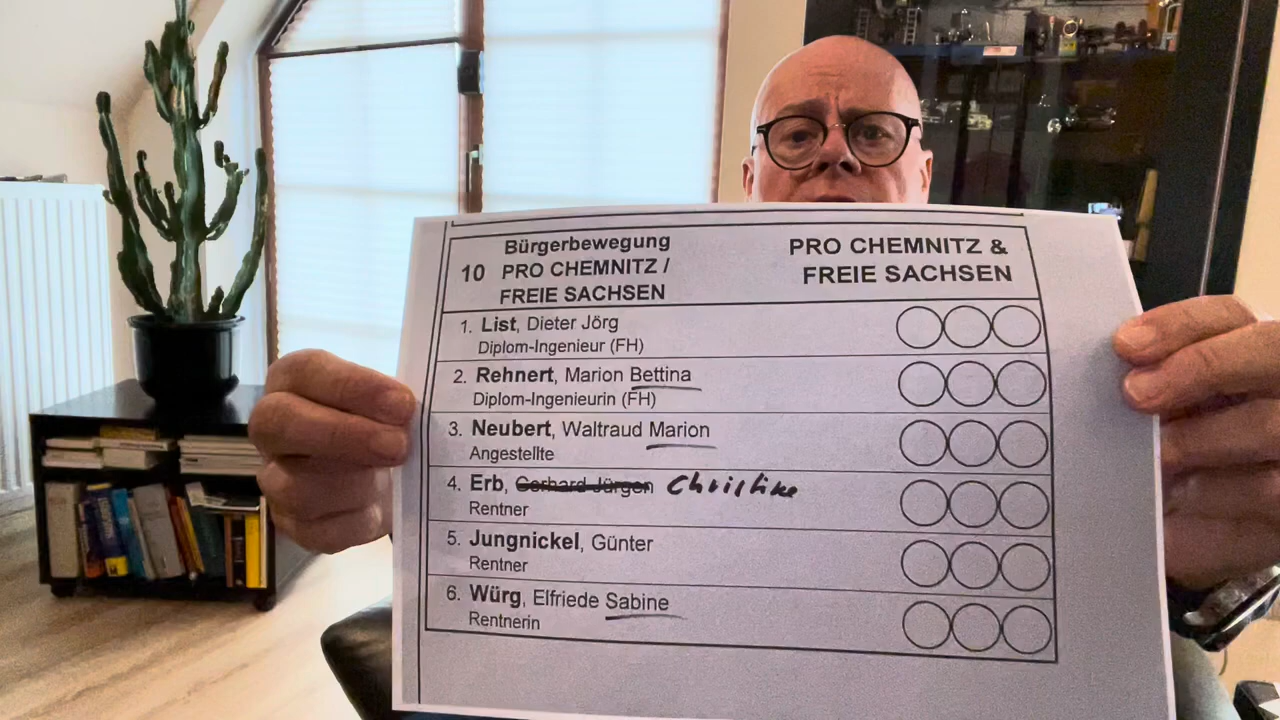 Bürgerbewegung
10 PRO CHEMNITZ /
FREIE SACHSEN
PRO CHEMNITZ &
FREIE SACHSEN
1. List, Dieter Jörg
Diplom-Ingenieur (FH)
2. Rehnert, Marion Bettina
Diplom-Ingenieurin (FH)
3. Neubert, Waltraud Marion
Angestellte
4. Erb, Gerhard Jürgen Christine
Rentner
5. Jungnickel, Günter
Rentner
6. Würg, Elfriede Sabine
Rentnerin